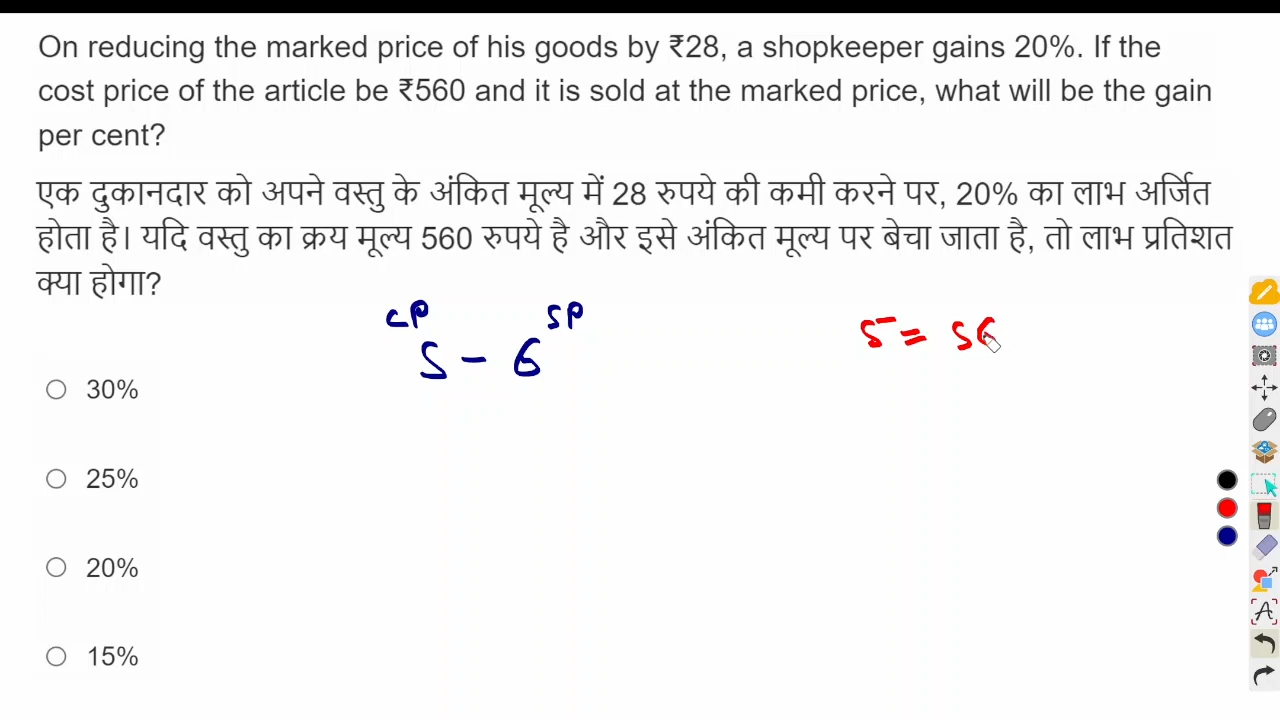 On reducing the marked price of his goods by ₹28, a shopkeeper gains 20%. If the
cost price of the article be ₹560 and it is sold at the marked price, what will be the gain
per cent?
एक दुकानदार को अपने वस्तु के अंकित मूल्य में 28 रुपये की कमी करने पर, 20% का लाभ अर्जित
होता है। यदि वस्तु का क्रय मूल्य 560 रुपये है और इसे अंकित मूल्य पर बेचा जाता है, तो लाभ प्रतिशत
क्या होगा?
CP SP
5 - 6
5 = 56
30%
25%
20%
15%